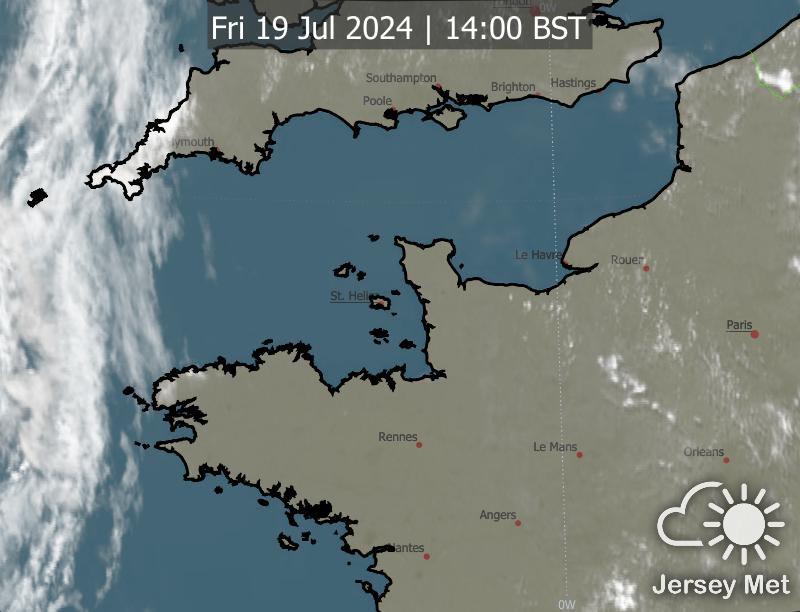 London
0W
Fri 19 Jul 2024 | 14:00 BST
Southampton
Brighton
Hastings
Poole
lymouth
Le Havre
Rouen
St. Helier
Paris
Rennes
Le Mans
Orleans
Angers
Nantes
0W
Jersey Met